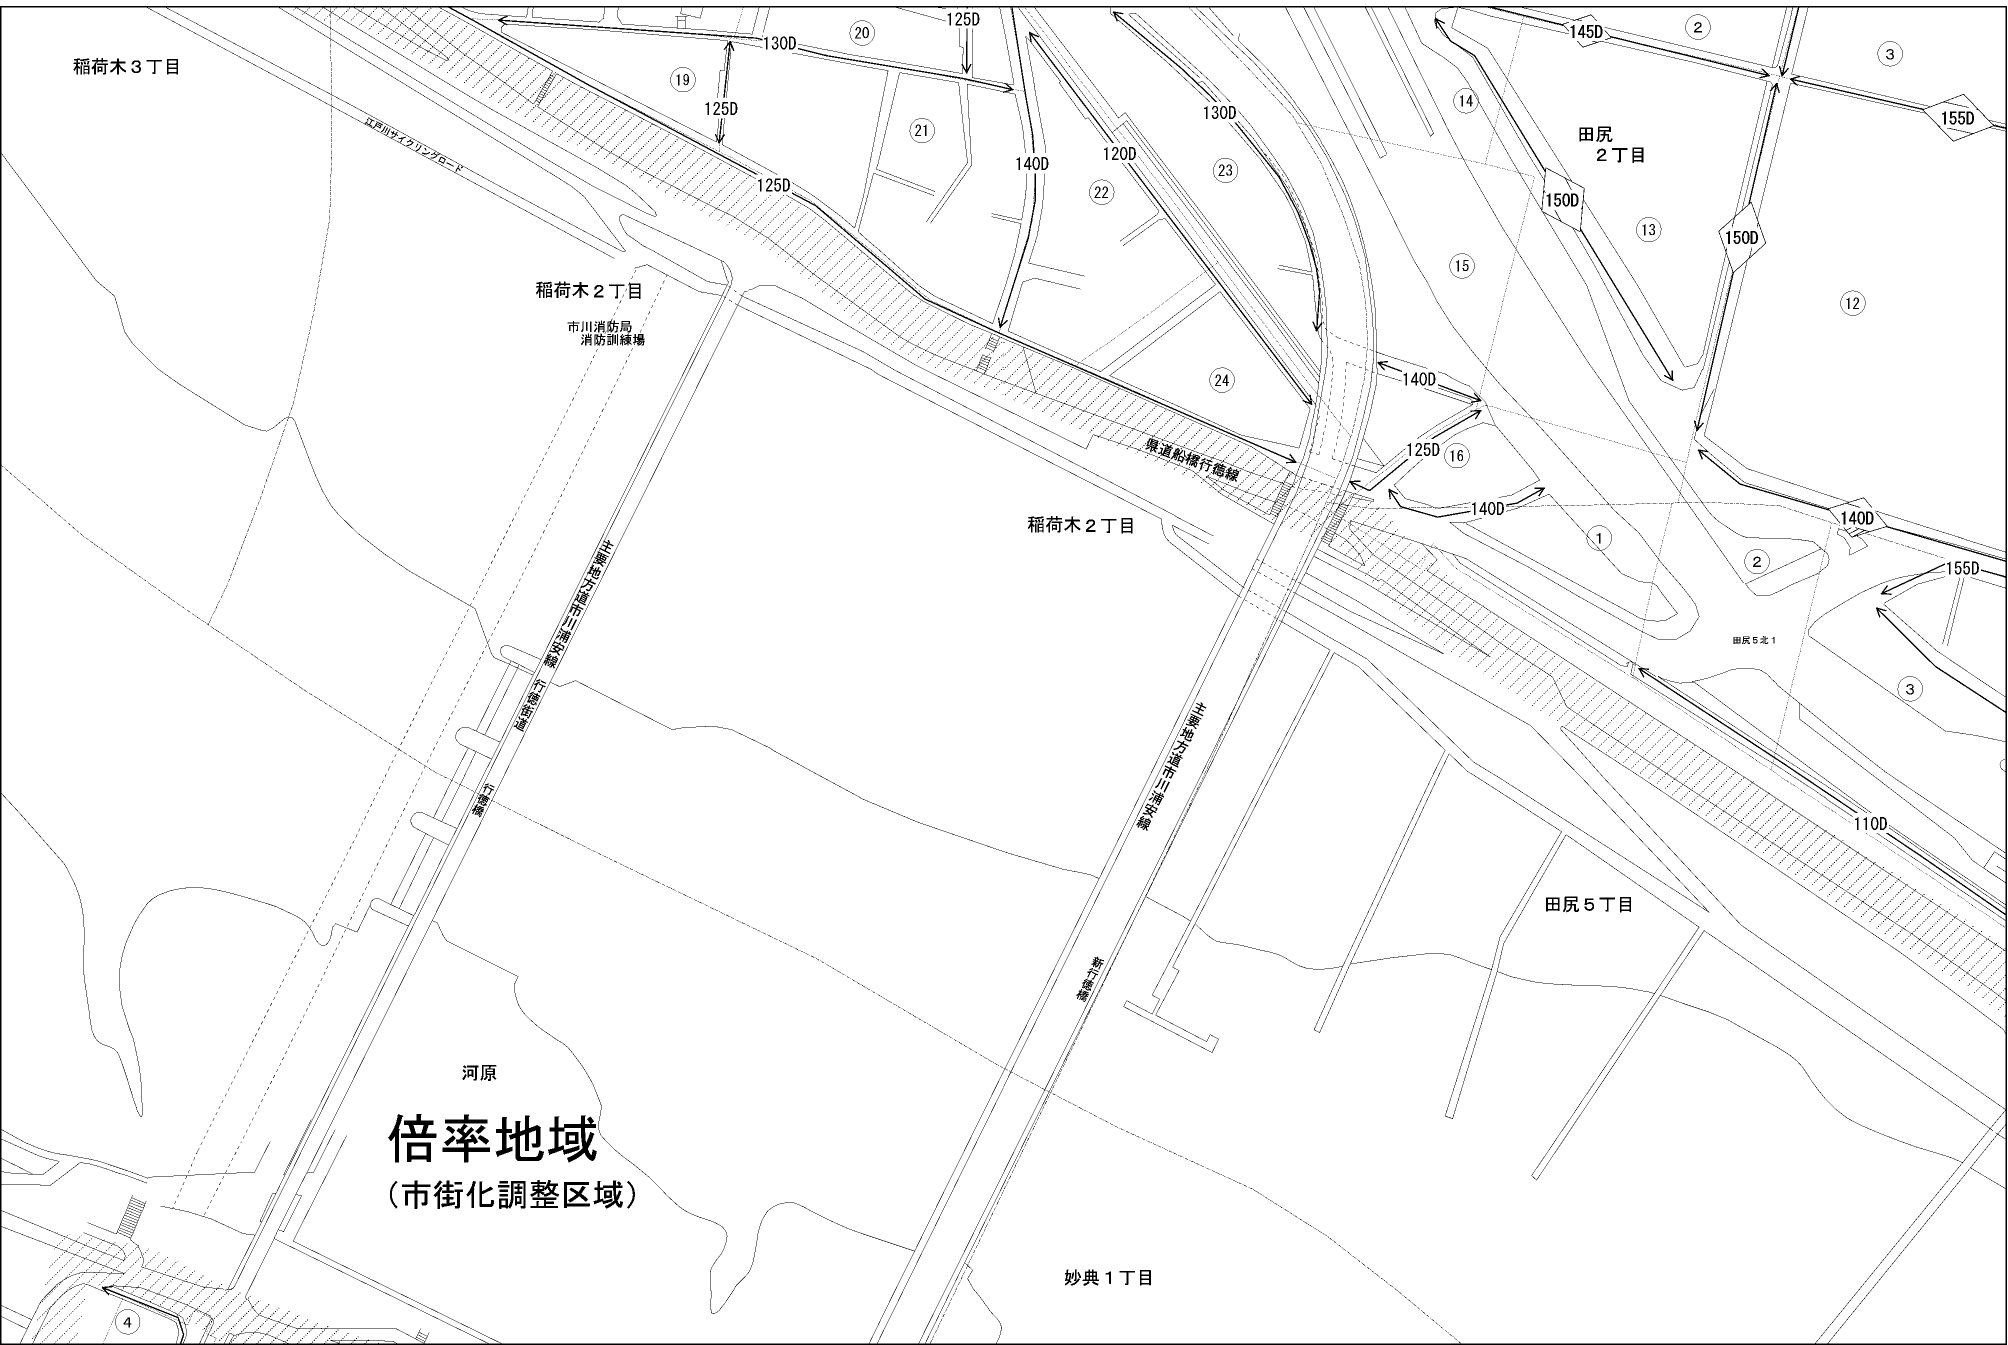 125D
130D
20
145D
2
3
稲荷木３丁目
19
125D
21
14
田尻
２丁目
155D
江戸川サイクリングロード
130D
120D
140D
23
22
125D
150D
13
150D
15
12
稲荷木２丁目
市川消防局
消防訓練場
24
140D
125D
16
県道船橋行徳線
稲荷木２丁目
140D
140D
1
2
155D
主要地方道市川浦安線
行徳街道
田尻５北１
3
主要地方道市川浦安線
行徳橋
110D
田尻５丁目
新行徳橋
河原
倍率地域
（市街化調整区域）
妙典１丁目
4